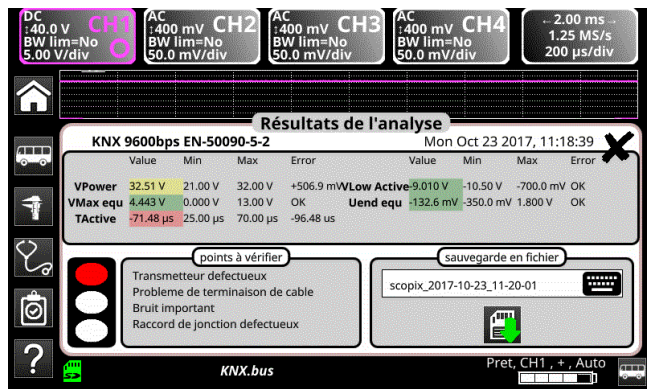 DC
↕40.0 V CH1
BW lim=No
5.00 V/div
AC
↕400 mV CH2
BW lim=No
50.0 mV/div
AC
↕400 mV CH3
BW lim=No
50.0 mV/div
AC
↕400 mV CH4
BW lim=No
50.0 mV/div
←2.00 ms→
1.25 MS/s
200 µs/div
Résultats de l'analyse
KNX 9600bps EN-50090-5-2 Mon Oct 23 2017, 11:18:39
Value Min Max Error Value Min Max Error
VPower 32.51 V 21.00 V 32.00 V +506.9 mV VLow Active -9.010 V -10.50 V -700.0 mV OK
VMax equ 4.443 V 0.000 V 13.00 V OK Uend equ -132.6 mV -350.0 mV 1.800 V OK
TActive -71.48 µs 25.00 µs 70.00 µs -96.48 us
points à vérifier
Transmetteur defectueux
Probleme de terminaison de cable
Bruit important
Raccord de jonction defectueux
sauvegarde en fichier
scopix_2017-10-23_11-20-01
?
KNX.bus
Pret, CH1 , + , Auto